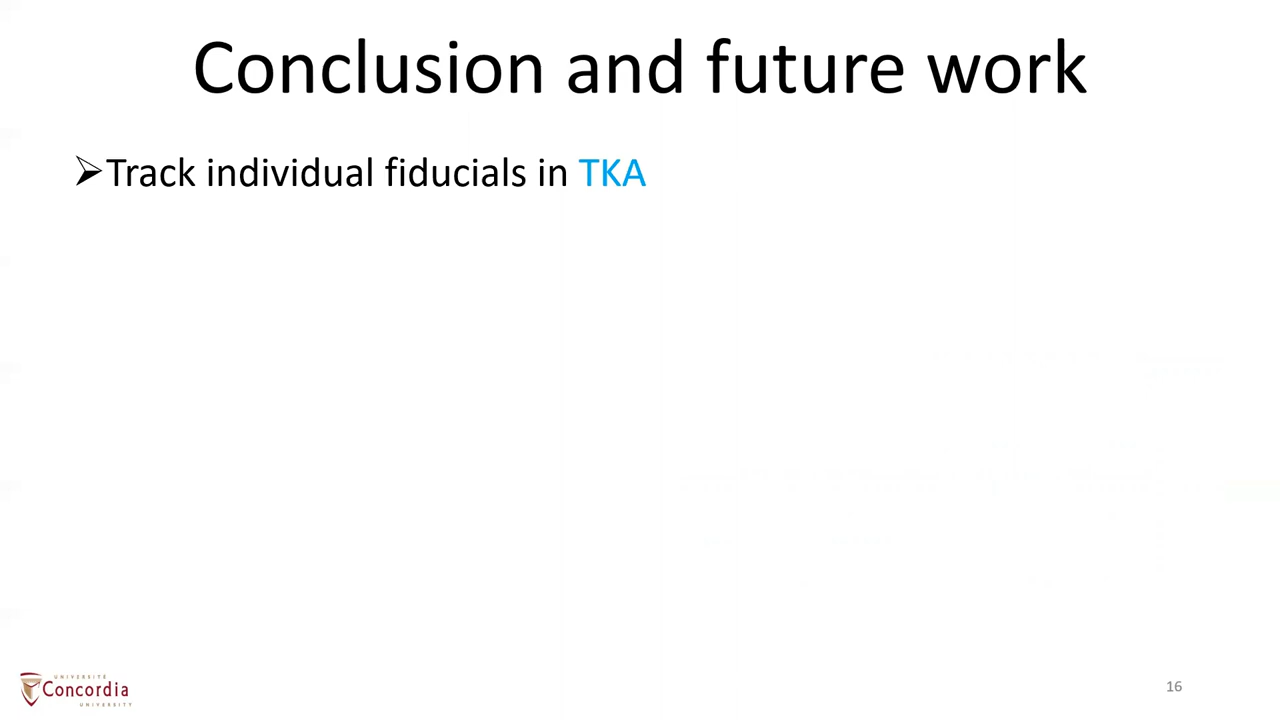 Conclusion and future work
➢Track individual fiducials in TKA
UNIVERSITÉ
Concordia
UNIVERSITY
16